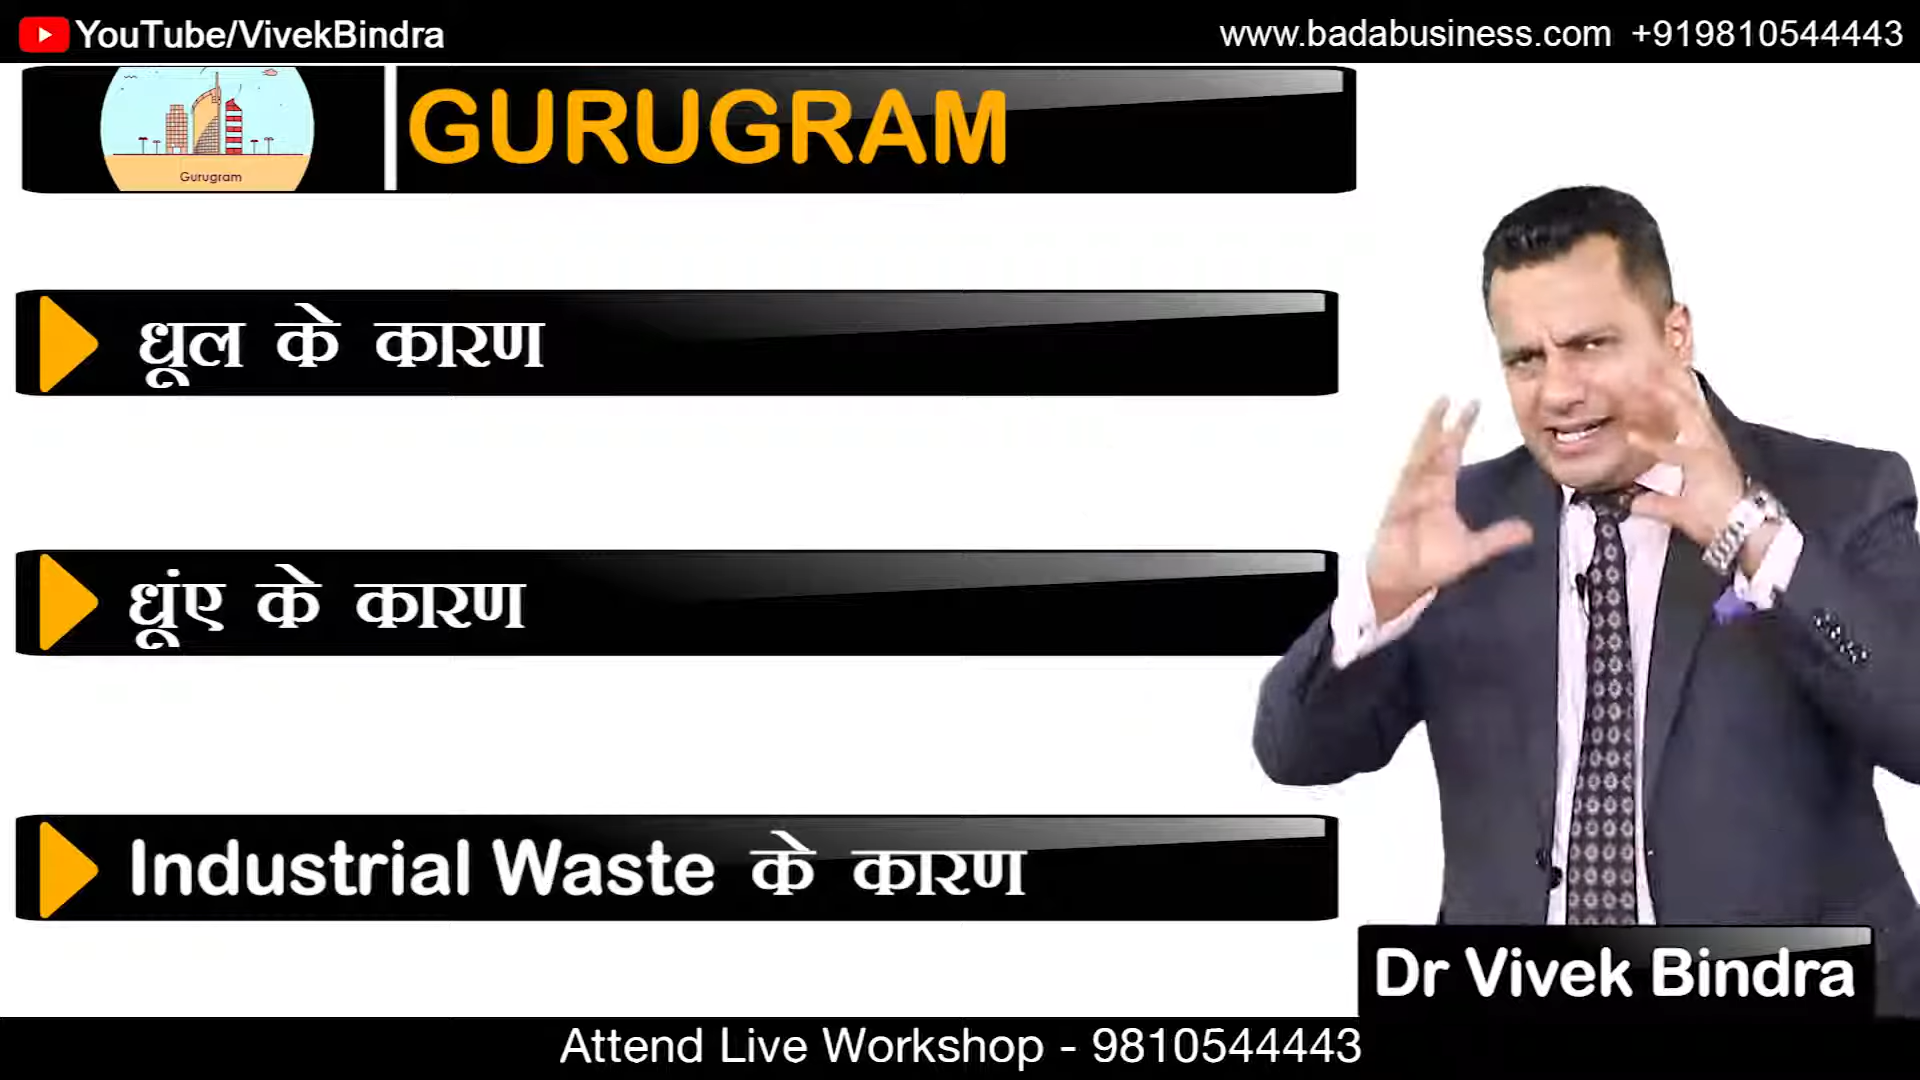 YouTube/VivekBindra
www.badabusiness.com +919810544443
Gurugram
GURUGRAM
धूल के कारण
धूंए के कारण
Industrial Waste के कारण
Dr Vivek Bindra
Attend Live Workshop - 9810544443